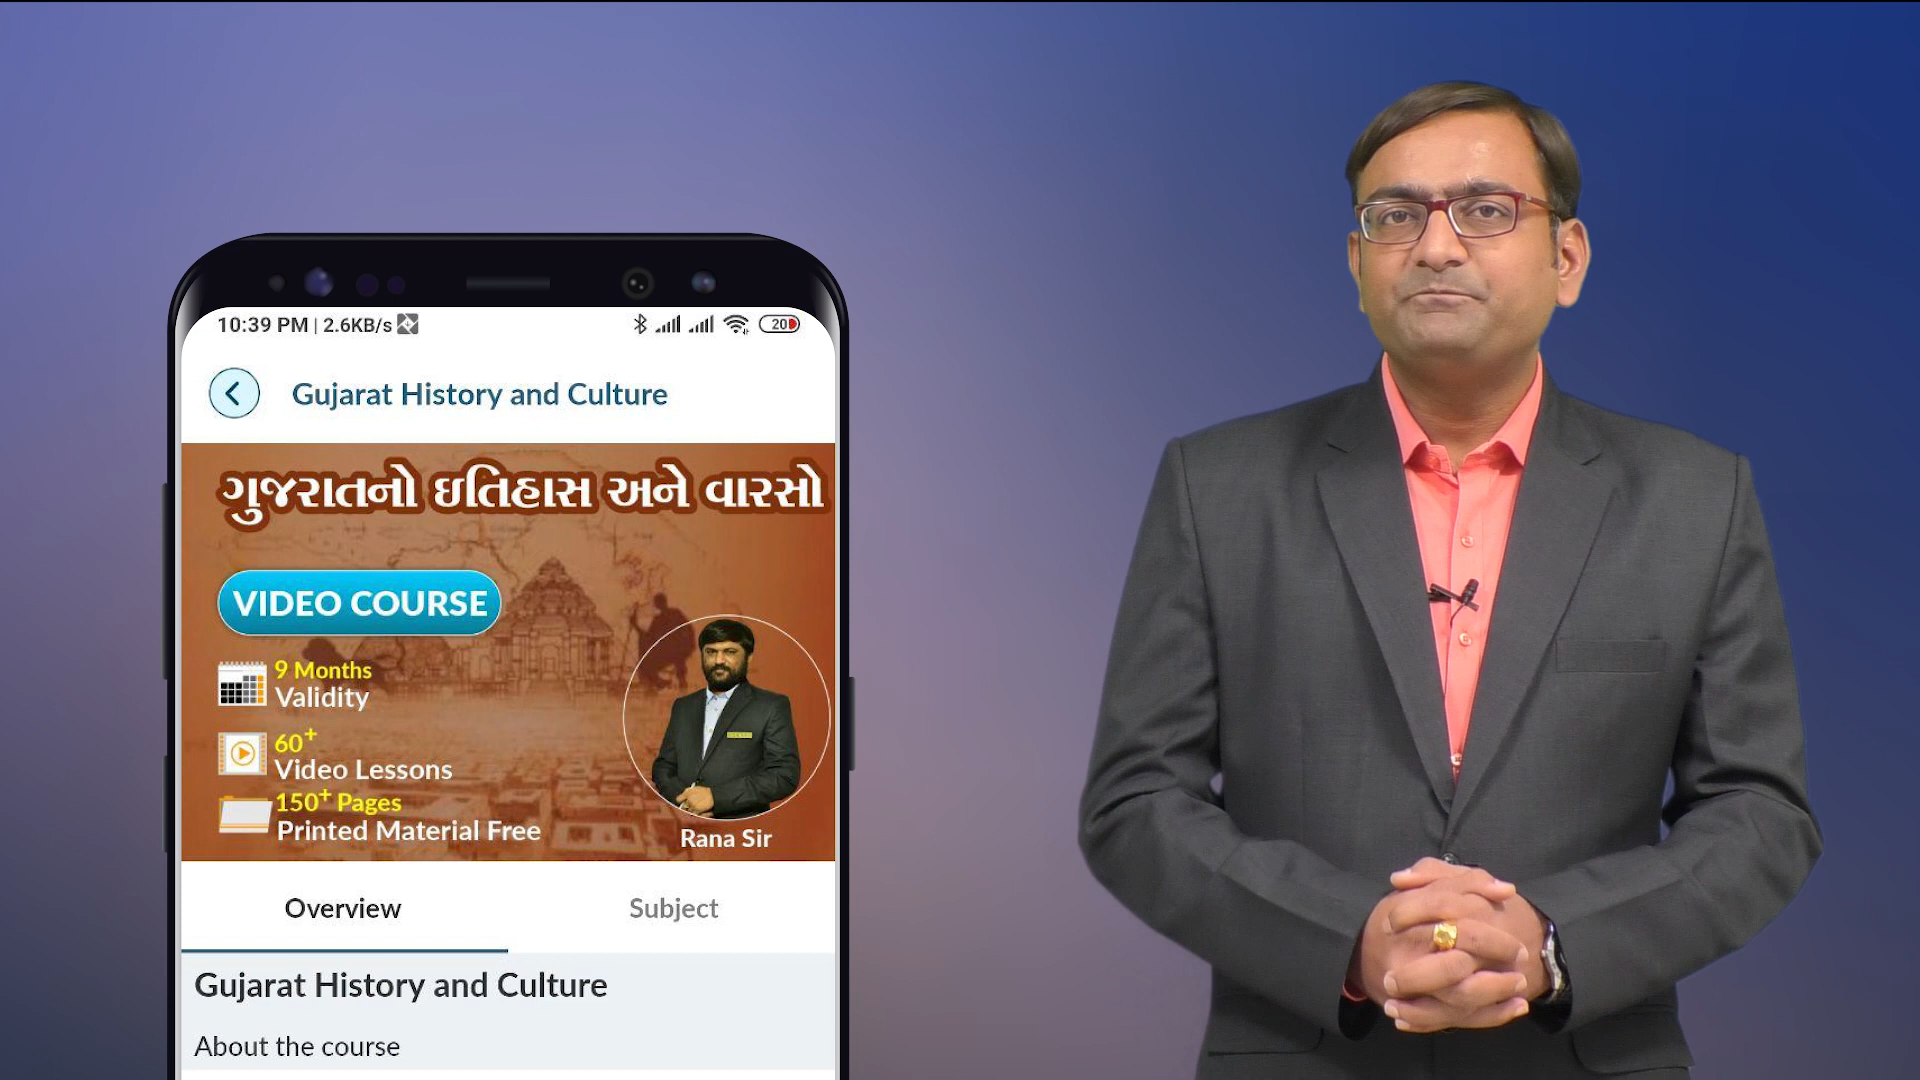 10:39 PM | 2.6KB/s
20
Gujarat History and Culture
ગુજરાતનો ઇતિહાસ અને વારસો
VIDEO COURSE
9 Months
Validity
60+
Video Lessons
150+ Pages
Printed Material Free
Rana Sir
Overview
Subject
Gujarat History and Culture
About the course